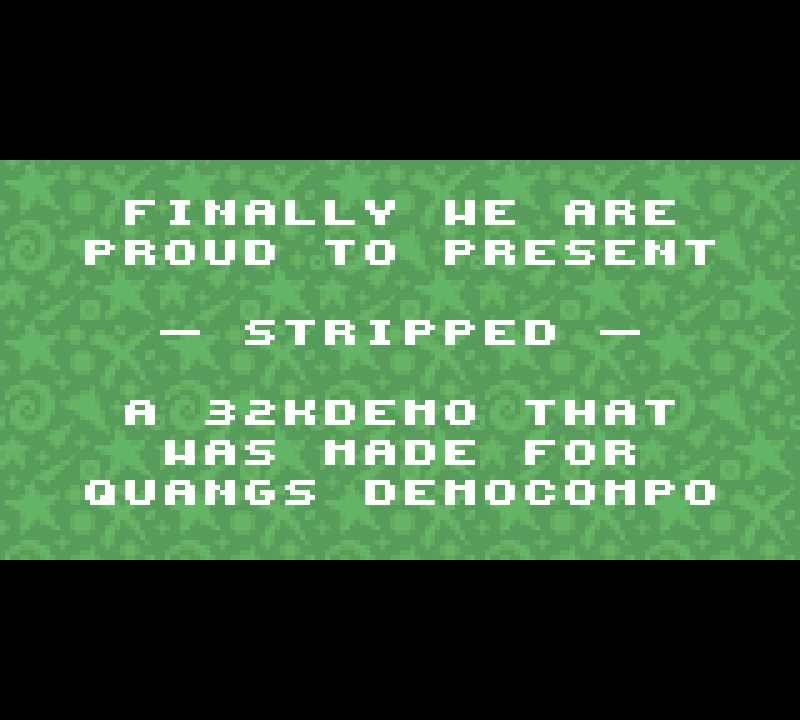 FINALLY WE ARE
PROUD TO PRESENT
— STRIPPED —
A 32KDEMO THAT
WAS MADE FOR
QUANGS DEMOCOMPO